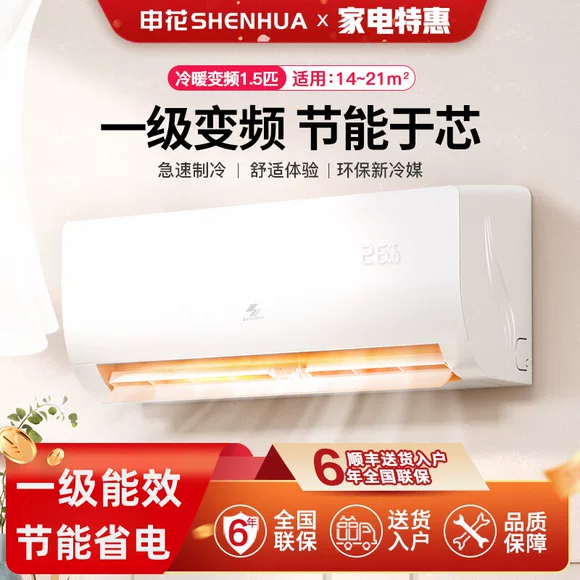 申花SHENHUA x 家电特惠
冷暖变频1.5匹 适用:14~21m²
一级变频 节能于芯
急速制冷 | 舒适体验 | 环保新冷媒
26℃
6 顺丰送货入户
年全国联保
一级能效
节能省电
6年 全国联保
送货入户
品质保障